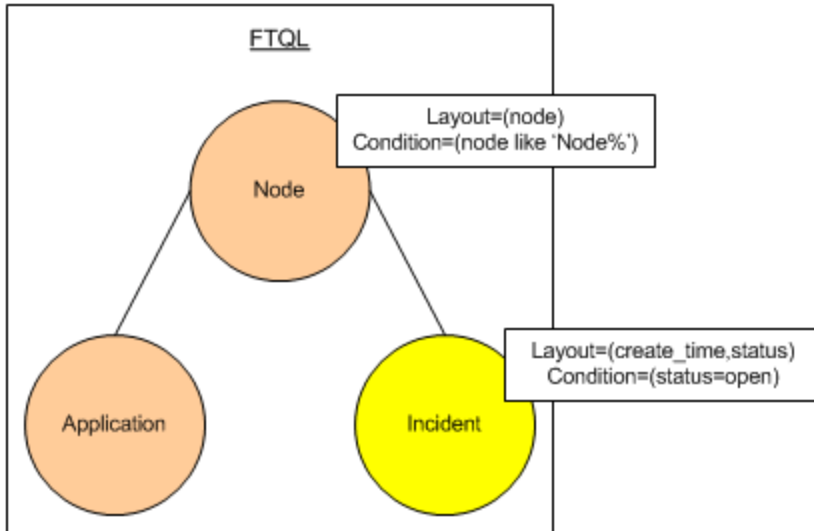 FTQL
Layout=(node)
Condition=(node like ‘Node%’)
Node
Layout=(create_time,status)
Condition=(status=open)
Application
Incident